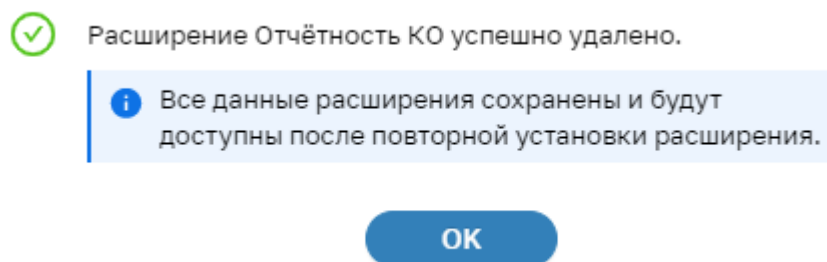 Расширение Отчётность КО успешно удалено.
Все данные расширения сохранены и будут
доступны после повторной установки расширения.
ОК